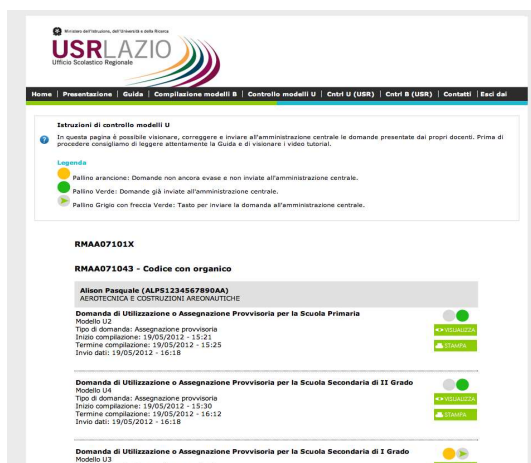 Ministero dell'Istruzione, dell'Università e della Ricerca
USRLAZIO
Ufficio Scolastico Regionale
Home | Presentazione | Guida | Compilazione modelli B | Controllo modelli U | Cntrl U (USR) | Cntrl B (USR) | Contatti | Esci dai
Istruzioni di controllo modelli U
In questa pagina è possibile visionare, correggere e inviare all'amministrazione centrale le domande presentate dai propri docenti. Prima di
procedere consigliamo di leggere attentamente la Guida e di visionare i video tutorial.
Legenda
Pallino arancione: Domande non ancora evase e non inviate all'amministrazione centrale.
Pallino Verde: Domande già inviate all'amministrazione centrale.
Pallino Grigio con freccia Verde: Tasto per inviare la domanda all'amministrazione centrale.
RMAA07101X
RMAA071043 - Codice con organico
Alison Pasquale (ALPS1234567890AA)
AEROTECNICA E COSTRUZIONI AREONAUTICHE
Domanda di Utilizzazione o Assegnazione Provvisoria per la Scuola Primaria
Modello U2
Tipo di domanda: Assegnazione provvisoria
Inizio compilazione: 19/05/2012 - 15:21
Termine compilazione: 19/05/2012 - 15:25
Invio dati: 19/05/2012 - 16:18
VISUALIZZA
STAMPA
Domanda di Utilizzazione o Assegnazione Provvisoria per la Scuola Secondaria di II Grado
Modello U4
Tipo di domanda: Assegnazione provvisoria
Inizio compilazione: 19/05/2012 - 15:30
Termine compilazione: 19/05/2012 - 16:12
Invio dati: 19/05/2012 - 16:18
VISUALIZZA
STAMPA
Domanda di Utilizzazione o Assegnazione Provvisoria per la Scuola Secondaria di I Grado
Modello U3